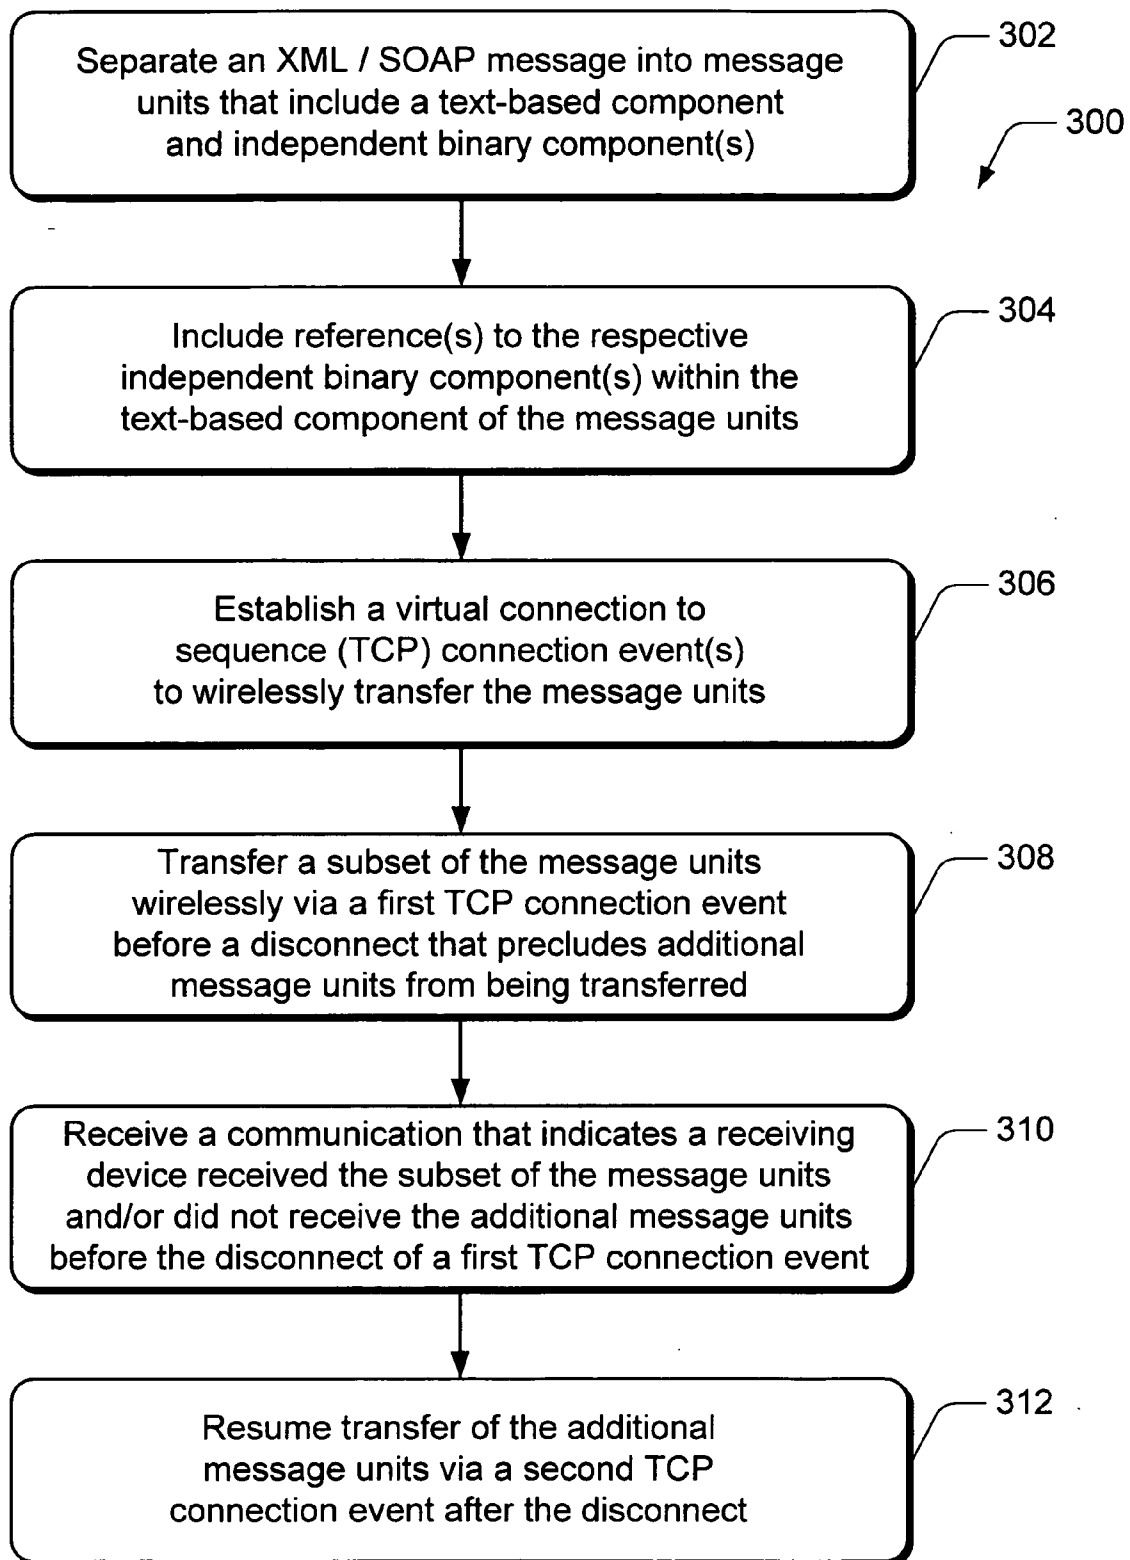 Separate an XML / SOAP message into message
units that include a text-based component
and independent binary component(s)
302
300
Include reference(s) to the respective
independent binary component(s) within the
text-based component of the message units
304
Establish a virtual connection to
sequence (TCP) connection event(s)
to wirelessly transfer the message units
306
Transfer a subset of the message units
wirelessly via a first TCP connection event
before a disconnect that precludes additional
message units from being transferred
308
Receive a communication that indicates a receiving
device received the subset of the message units
and/or did not receive the additional message units
before the disconnect of a first TCP connection event
310
Resume transfer of the additional
message units via a second TCP
connection event after the disconnect
312